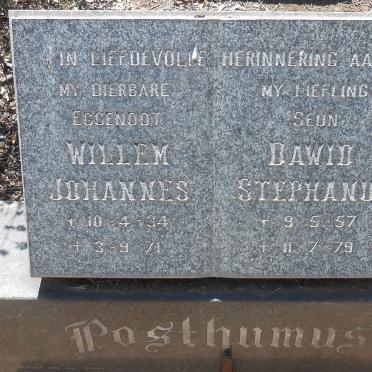 IN LIEFDEVOLLE HERINNERING AA
MY DIERBARE
EGGENOOT
WILLEM
JOHANNES
* 10-4-34
+ 3-9-71
MY LIEFLING
SEUN
DAWID
STEPHANU
* 9-5-57
+ 11-7-79
Posthumus